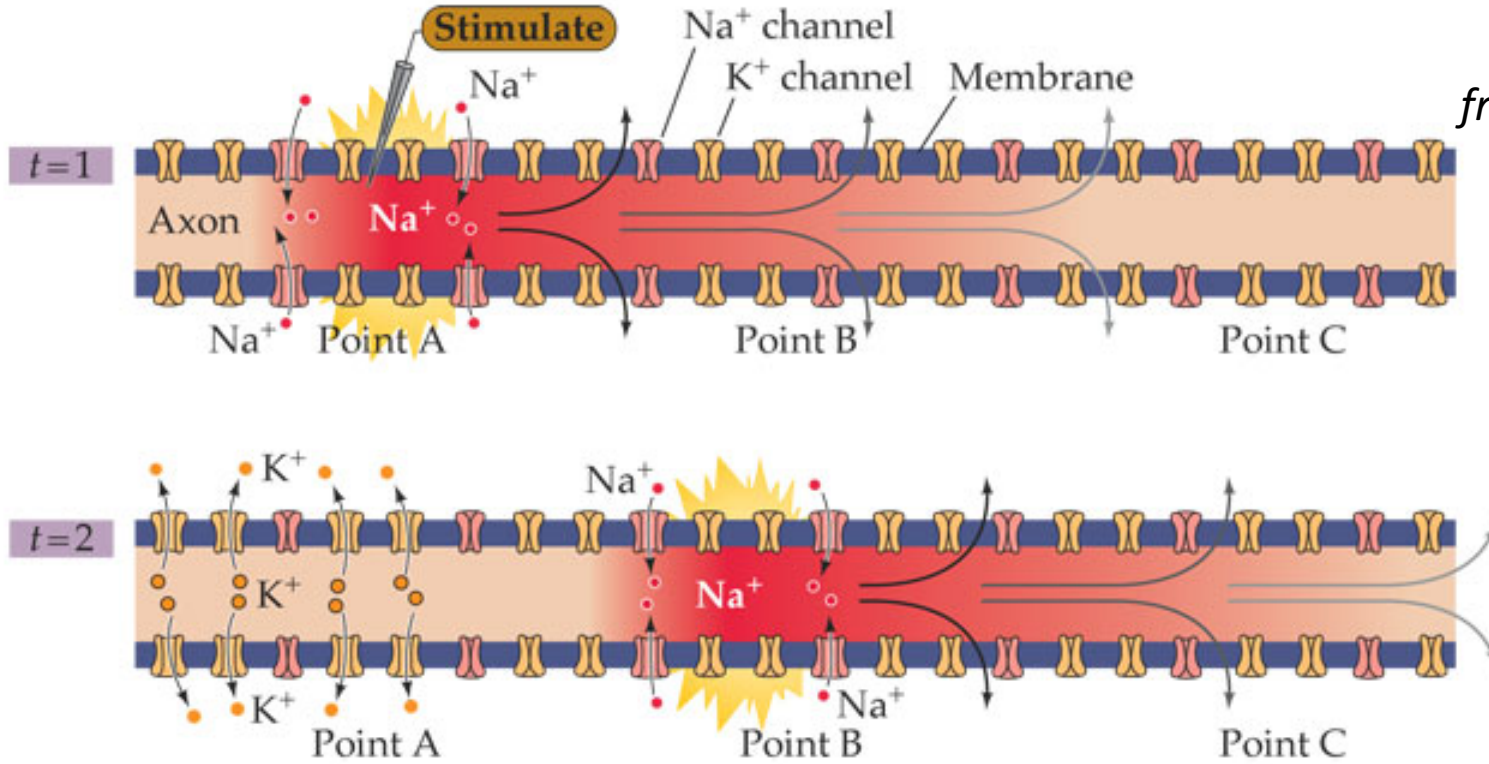 Stimulate
Na⁺ channel
Na⁺
K⁺ channel
Membrane
fr
t=1
Axon
Na⁺
Na⁺
Point A
Point B
Point C
K⁺
Na⁺
t=2
K⁺
Na⁺
K⁺
Na⁺
Point A
Point B
Point C